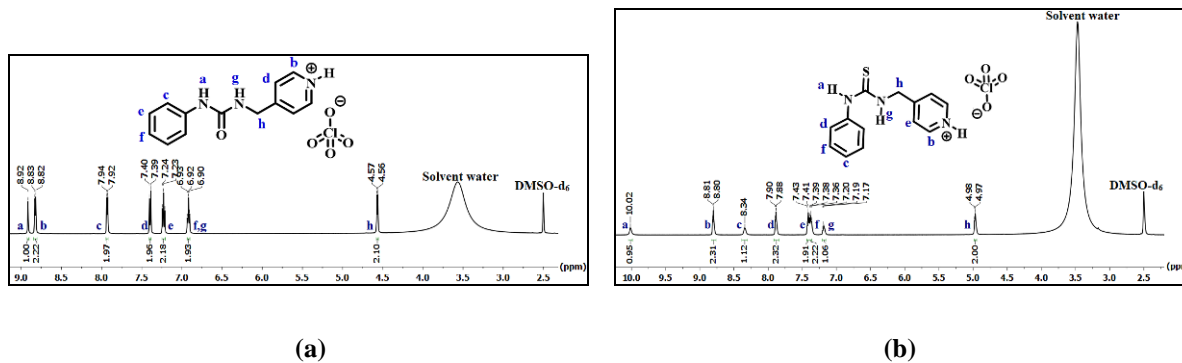 a g b
H H d N H
⊕
c N N
e O h
f O ⊖
O Cl O
O
8.92 8.83 8.82 7.94 7.92 7.40 7.39 7.24 7.23 6.93 6.92 6.90 4.57 4.56
Solvent water
DMSO-d6
a b c d e f,g h
1.00 2.22 1.97 1.96 2.18 1.93 2.10
9.0 8.5 8.0 7.5 7.0 6.5 6.0 5.5 5.0 4.5 4.0 3.5 3.0 2.5 (ppm)
(a)
Solvent water
S h
a H N N
H g
O
O Cl O
O ⊖
d e
f c b N H
⊕
10.02 8.81 8.80 8.34 7.90 7.88 7.43 7.41 7.39 7.38 7.36 7.20 7.19 7.17 4.98 4.97
DMSO-d6
a b c d e f g h
0.95 2.31 1.12 2.32 1.91 2.22 1.06 2.00
10.0 9.5 9.0 8.5 8.0 7.5 7.0 6.5 6.0 5.5 5.0 4.5 4.0 3.5 3.0 2.5 (ppm)
(b)